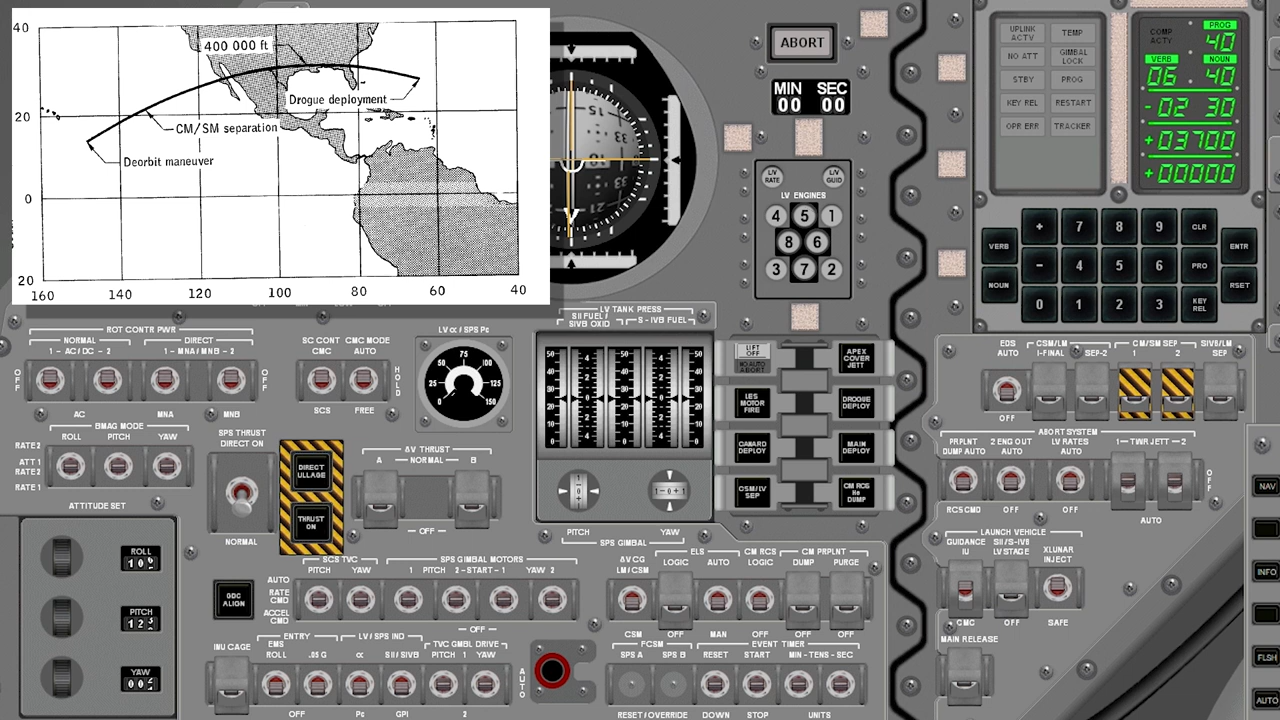 40
20
0
20
160 140 120 100 80 60 40
400 000 ft
Drogue deployment
CM/SM separation
Deorbit maneuver
ABORT
MIN SEC
00 00
L/V RATE
L/V GUID
LV ENGINES
4 5 1
8 6
3 7 2
UPLINK ACTY
TEMP
NO ATT
GIMBAL LOCK
STBY
PROG
KEY REL
RESTART
OPR ERR
TRACKER
COMP ACTY
PROG
40
VERB
NOUN
06 40
- 02 30
+03700
+00000
VERB
NOUN
+ 7 8 9 CLR
- 4 5 6 PRO
0 1 2 3 KEY REL
ENTR
RSET
ROT CONTR PWR
NORMAL
1 - AC/DC - 2
DIRECT
1 - MNA/MNB - 2
OFF
OFF
AC
MNA
MNB
SC CONT
CMC
SCS
CMC MODE
AUTO
FREE
HOLD
LV α / SPS Pc
0 25 50 75 100 125 150
LV TANK PRESS
SII FUEL/
SIVB OXID
S-IVB FUEL
50 40 30 20 10 0
PITCH
YAW
SPS GIMBAL
LIFT OFF
NO AUTO ABORT
APEX COVER JETT
LES MOTOR FIRE
DROGUE DEPLOY
CANARD DEPLOY
MAIN DEPLOY
CSM/LV SEP
CM RCS He DUMP
BMAG MODE
ROLL PITCH YAW
RATE 2
ATT 1
RATE 2
RATE 1
ATTITUDE SET
ROLL
PITCH
YAW
SPS THRUST
DIRECT ON
NORMAL
DIRECT ULLAGE
THRUST ON
ΔV THRUST
A — NORMAL — B
— OFF —
GDC ALIGN
AUTO
RATE CMD
ACCEL CMD
SCS TVC
PITCH YAW
SPS GIMBAL MOTORS
1 PITCH 2 - START - 1 YAW 2
— OFF —
IMU CAGE
ENTRY
EMS ROLL
.05 G
OFF
LV/SPS IND
α
Pc
SII/SIVB
GPI
TVC GMBL DRIVE
PITCH 1 YAW
2
AUTO
ΔV CG
LM/CSM
CSM
ELS
LOGIC
OFF
AUTO
MAN
CM RCS
LOGIC
OFF
CM PRPLNT
DUMP
PURGE
OFF
OFF
FCSM
SPS A SPS B
RESET/OVERRIDE
EVENT TIMER
RESET START MIN - TENS - SEC
DOWN STOP UNITS
EDS AUTO
OFF
CSM/LM
FINAL
SEP-2
CM/SM SEP
1 2
SIVB/LM SEP
ABORT SYSTEM
PRPLNT
DUMP AUTO
RCS CMD
2 ENG OUT
AUTO
OFF
LV RATES
AUTO
OFF
1 — TWR JETT — 2
AUTO
OFF
LAUNCH VEHICLE
GUIDANCE
IU
CMC
SII/S-IVB
LV STAGE
OFF
XLUNAR
INJECT
SAFE
MAIN RELEASE
NAV
INFO
FLSH
AUTO